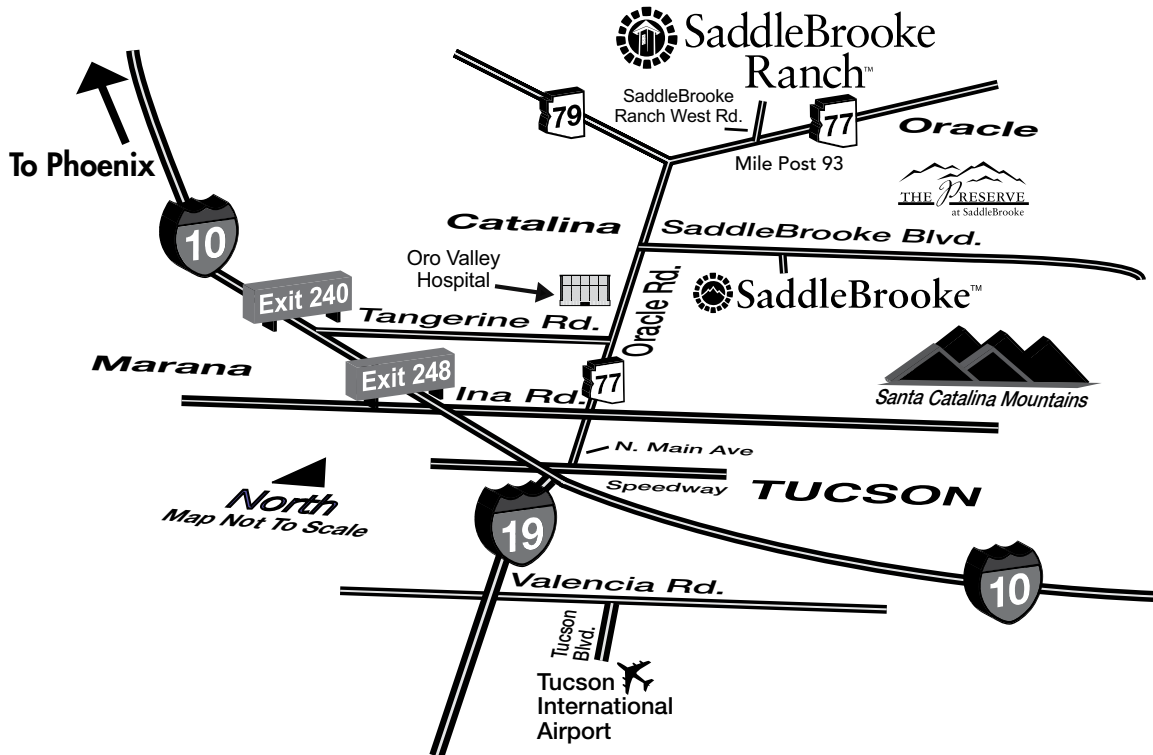 SaddleBrooke
Ranch™
79
SaddleBrooke
Ranch West Rd.
77
Oracle
Mile Post 93
To Phoenix
THE PRESERVE
at SaddleBrooke
10
Catalina
SaddleBrooke Blvd.
Oro Valley
Hospital
Exit 240
SaddleBrooke™
Tangerine Rd.
Oracle Rd.
Marana
Exit 248
77
Ina Rd.
Santa Catalina Mountains
N. Main Ave
North
Map Not To Scale
Speedway
TUCSON
19
Valencia Rd.
10
Tucson
Blvd.
Tucson
International
Airport